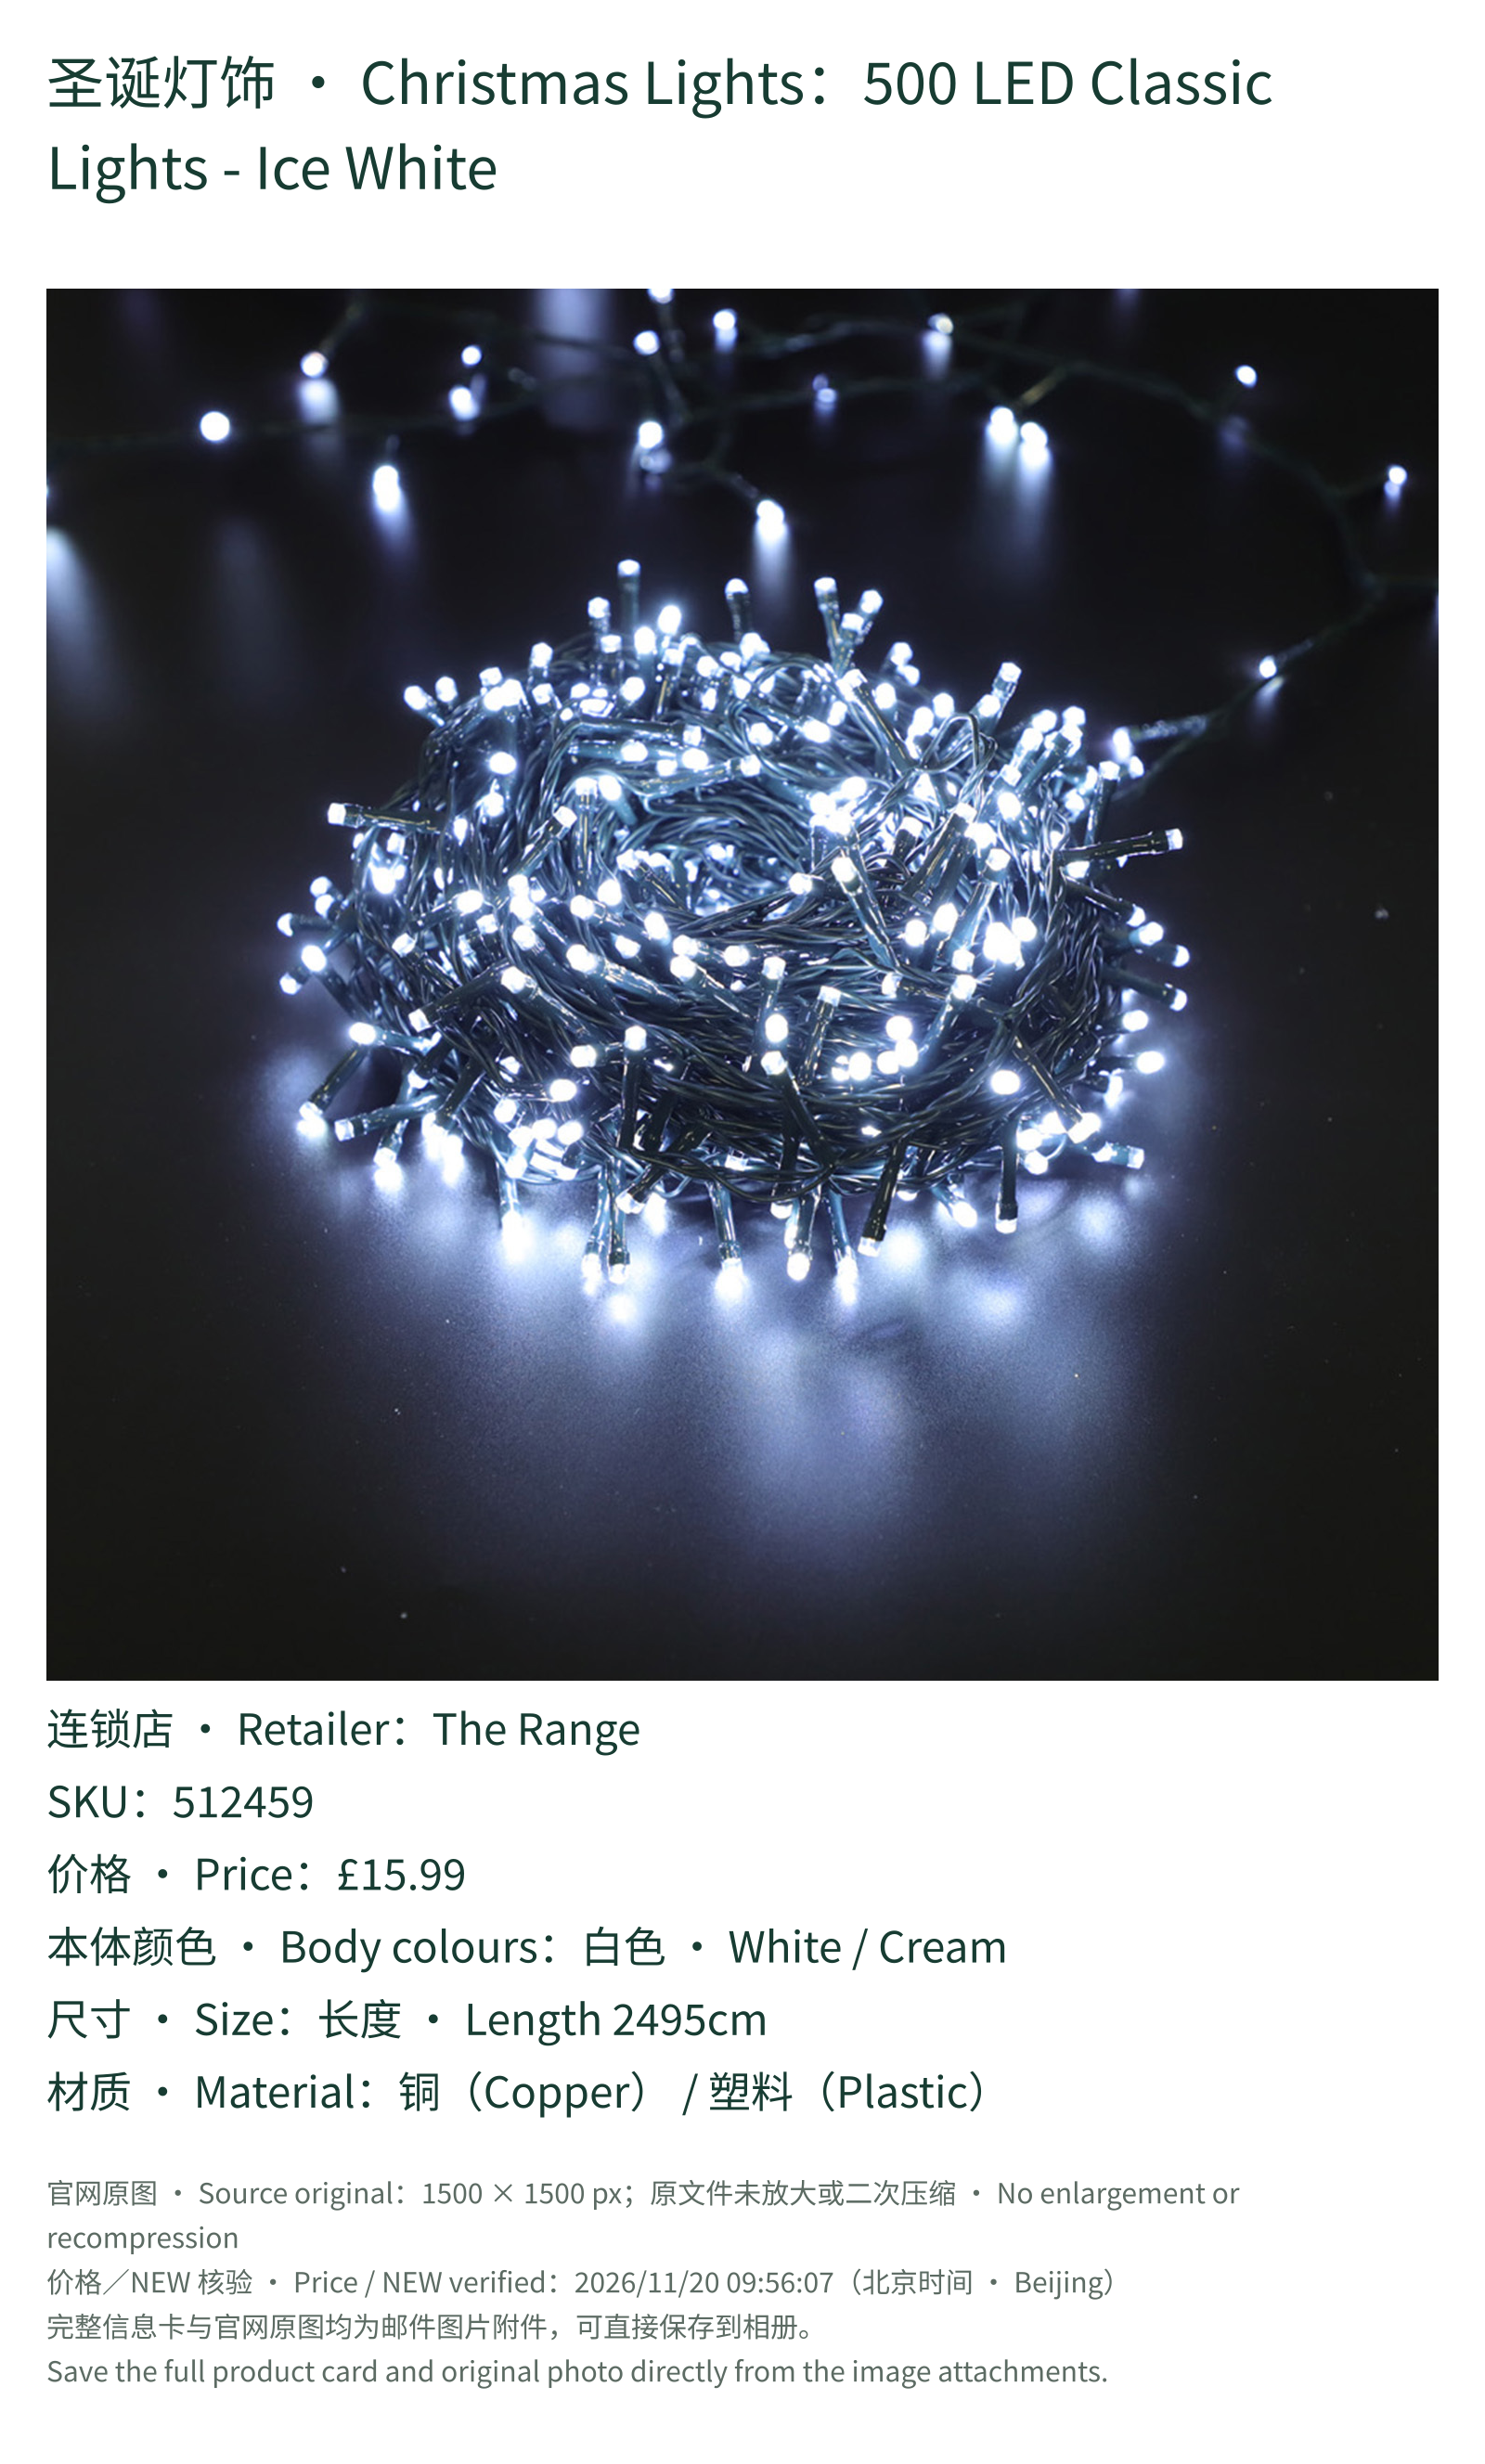 圣诞灯饰 · Christmas Lights：500 LED Classic
Lights - Ice White
连锁店 · Retailer：The Range
SKU：512459
价格 · Price：£15.99
本体颜色 · Body colours：白色 · White / Cream
尺寸 · Size：长度 · Length 2495cm
材质 · Material：铜（Copper） / 塑料（Plastic）
官网原图 · Source original：1500 × 1500 px；原文件未放大或二次压缩 · No enlargement or
recompression
价格／NEW 核验 · Price / NEW verified：2026/11/20 09:56:07（北京时间 · Beijing）
完整信息卡与官网原图均为邮件图片附件，可直接保存到相册。
Save the full product card and original photo directly from the image attachments.